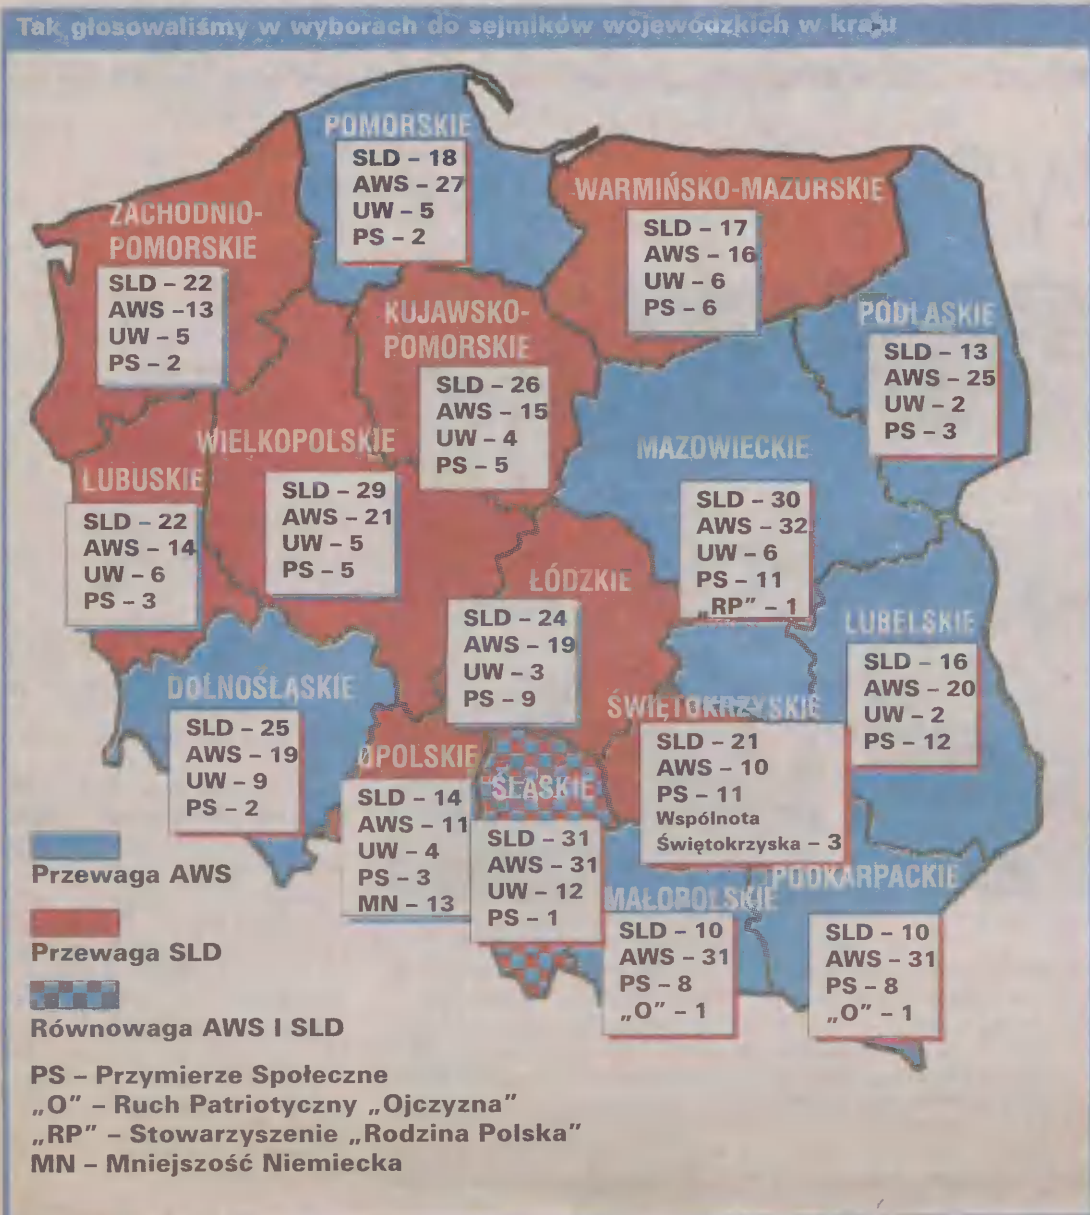 Tak głosowaliśmy w wyborach do sejmików wojewódzkich w kraju
POMORSKIE
SLD – 18
AWS – 27
UW – 5
PS – 2
WARMIŃSKO-MAZURSKIE
SLD – 17
AWS – 16
UW – 6
PS – 6
ZACHODNIO-
POMORSKIE
SLD – 22
AWS –13
UW – 5
PS – 2
KUJAWSKO-
POMORSKIE
SLD – 26
AWS – 15
UW – 4
PS – 5
PODLASKIE
SLD – 13
AWS – 25
UW – 2
PS – 3
WIELKOPOLSKIE
SLD – 29
AWS – 21
UW – 5
PS – 5
MAZOWIECKIE
SLD – 30
AWS – 32
UW – 6
PS – 11
„RP” – 1
LUBUSKIE
SLD – 22
AWS – 14
UW – 6
PS – 3
ŁÓDZKIE
SLD – 24
AWS – 19
UW – 3
PS – 9
LUBELSKIE
SLD – 16
AWS – 20
UW – 2
PS – 12
DOLNOŚLĄSKIE
SLD – 25
AWS – 19
UW – 9
PS – 2
OPOLSKIE
SLD – 14
AWS – 11
UW – 4
PS – 3
MN – 13
ŚLĄSKIE
SLD – 31
AWS – 31
UW – 12
PS – 1
ŚWIĘTOKRZYSKIE
SLD – 21
AWS – 10
PS – 11
Wspólnota
Świętokrzyska – 3
MAŁOPOLSKIE
SLD – 10
AWS – 31
PS – 8
„O” – 1
PODKARPACKIE
SLD – 10
AWS – 31
PS – 8
„O” – 1
Przewaga AWS
Przewaga SLD
Równowaga AWS I SLD
PS – Przymierze Społeczne
„O” – Ruch Patriotyczny „Ojczyzna”
„RP” – Stowarzyszenie „Rodzina Polska”
MN – Mniejszość Niemiecka